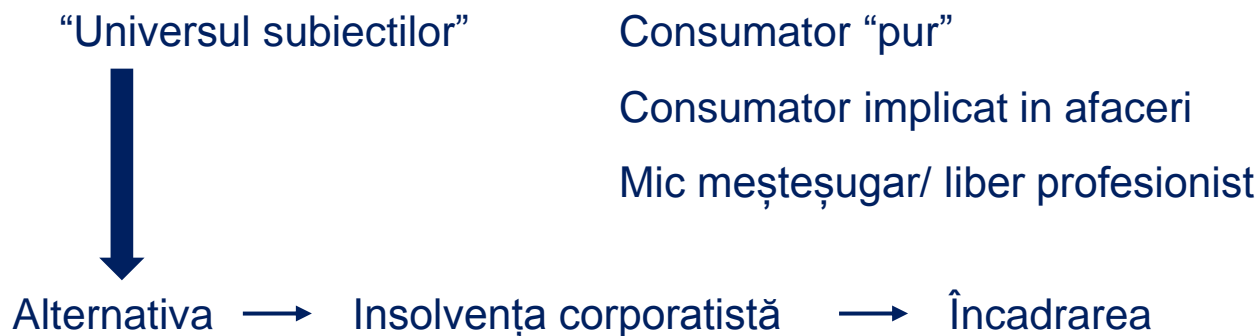 “Universul subiectilor”
Consumator “pur”
Consumator implicat in afaceri
Mic meșteșugar/ liber profesionist
Alternativa Insolvența corporatistă Încadrarea